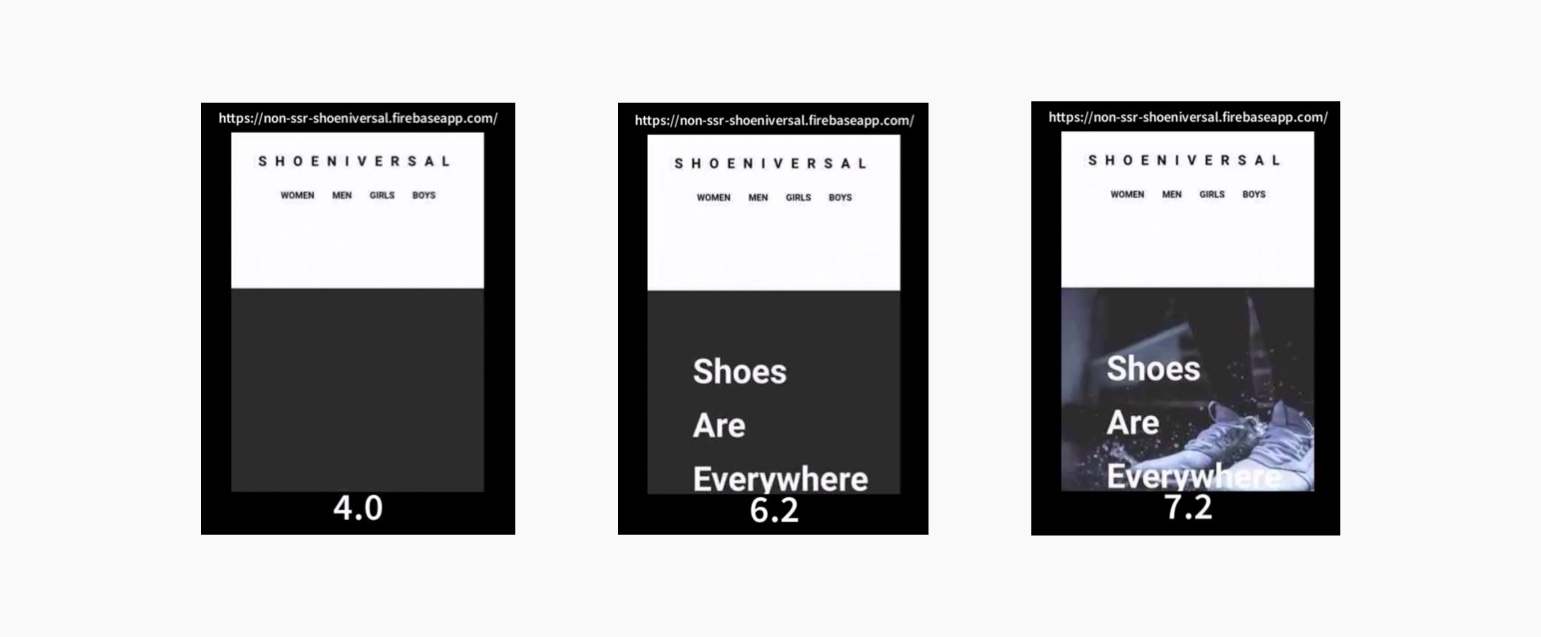 https://non-ssr-shoeniversal.firebaseapp.com/
SHOENIVERSAL
WOMEN MEN GIRLS BOYS
4.0
https://non-ssr-shoeniversal.firebaseapp.com/
SHOENIVERSAL
WOMEN MEN GIRLS BOYS
Shoes
Are
Everywhere
6.2
https://non-ssr-shoeniversal.firebaseapp.com/
SHOENIVERSAL
WOMEN MEN GIRLS BOYS
Shoes
Are
Everywhere
7.2